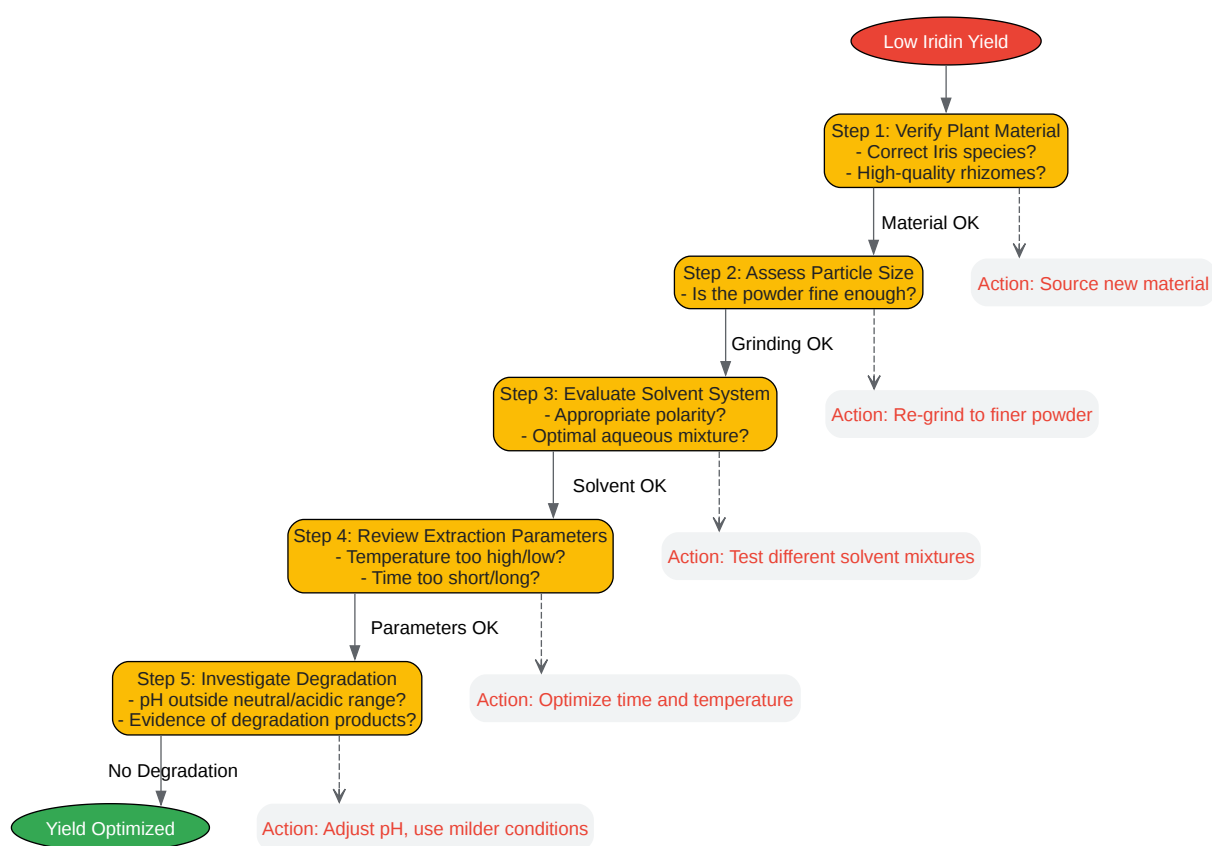 Low Iridin Yield
Step 1: Verify Plant Material
- Correct Iris species?
- High-quality rhizomes?
Material OK
Step 2: Assess Particle Size
- Is the powder fine enough?
Action: Source new material
Grinding OK
Step 3: Evaluate Solvent System
- Appropriate polarity?
- Optimal aqueous mixture?
Action: Re-grind to finer powder
Solvent OK
Step 4: Review Extraction Parameters
- Temperature too high/low?
- Time too short/long?
Action: Test different solvent mixtures
Parameters OK
Step 5: Investigate Degradation
- pH outside neutral/acidic range?
- Evidence of degradation products?
Action: Optimize time and temperature
No Degradation
Yield Optimized
Action: Adjust pH, use milder conditions